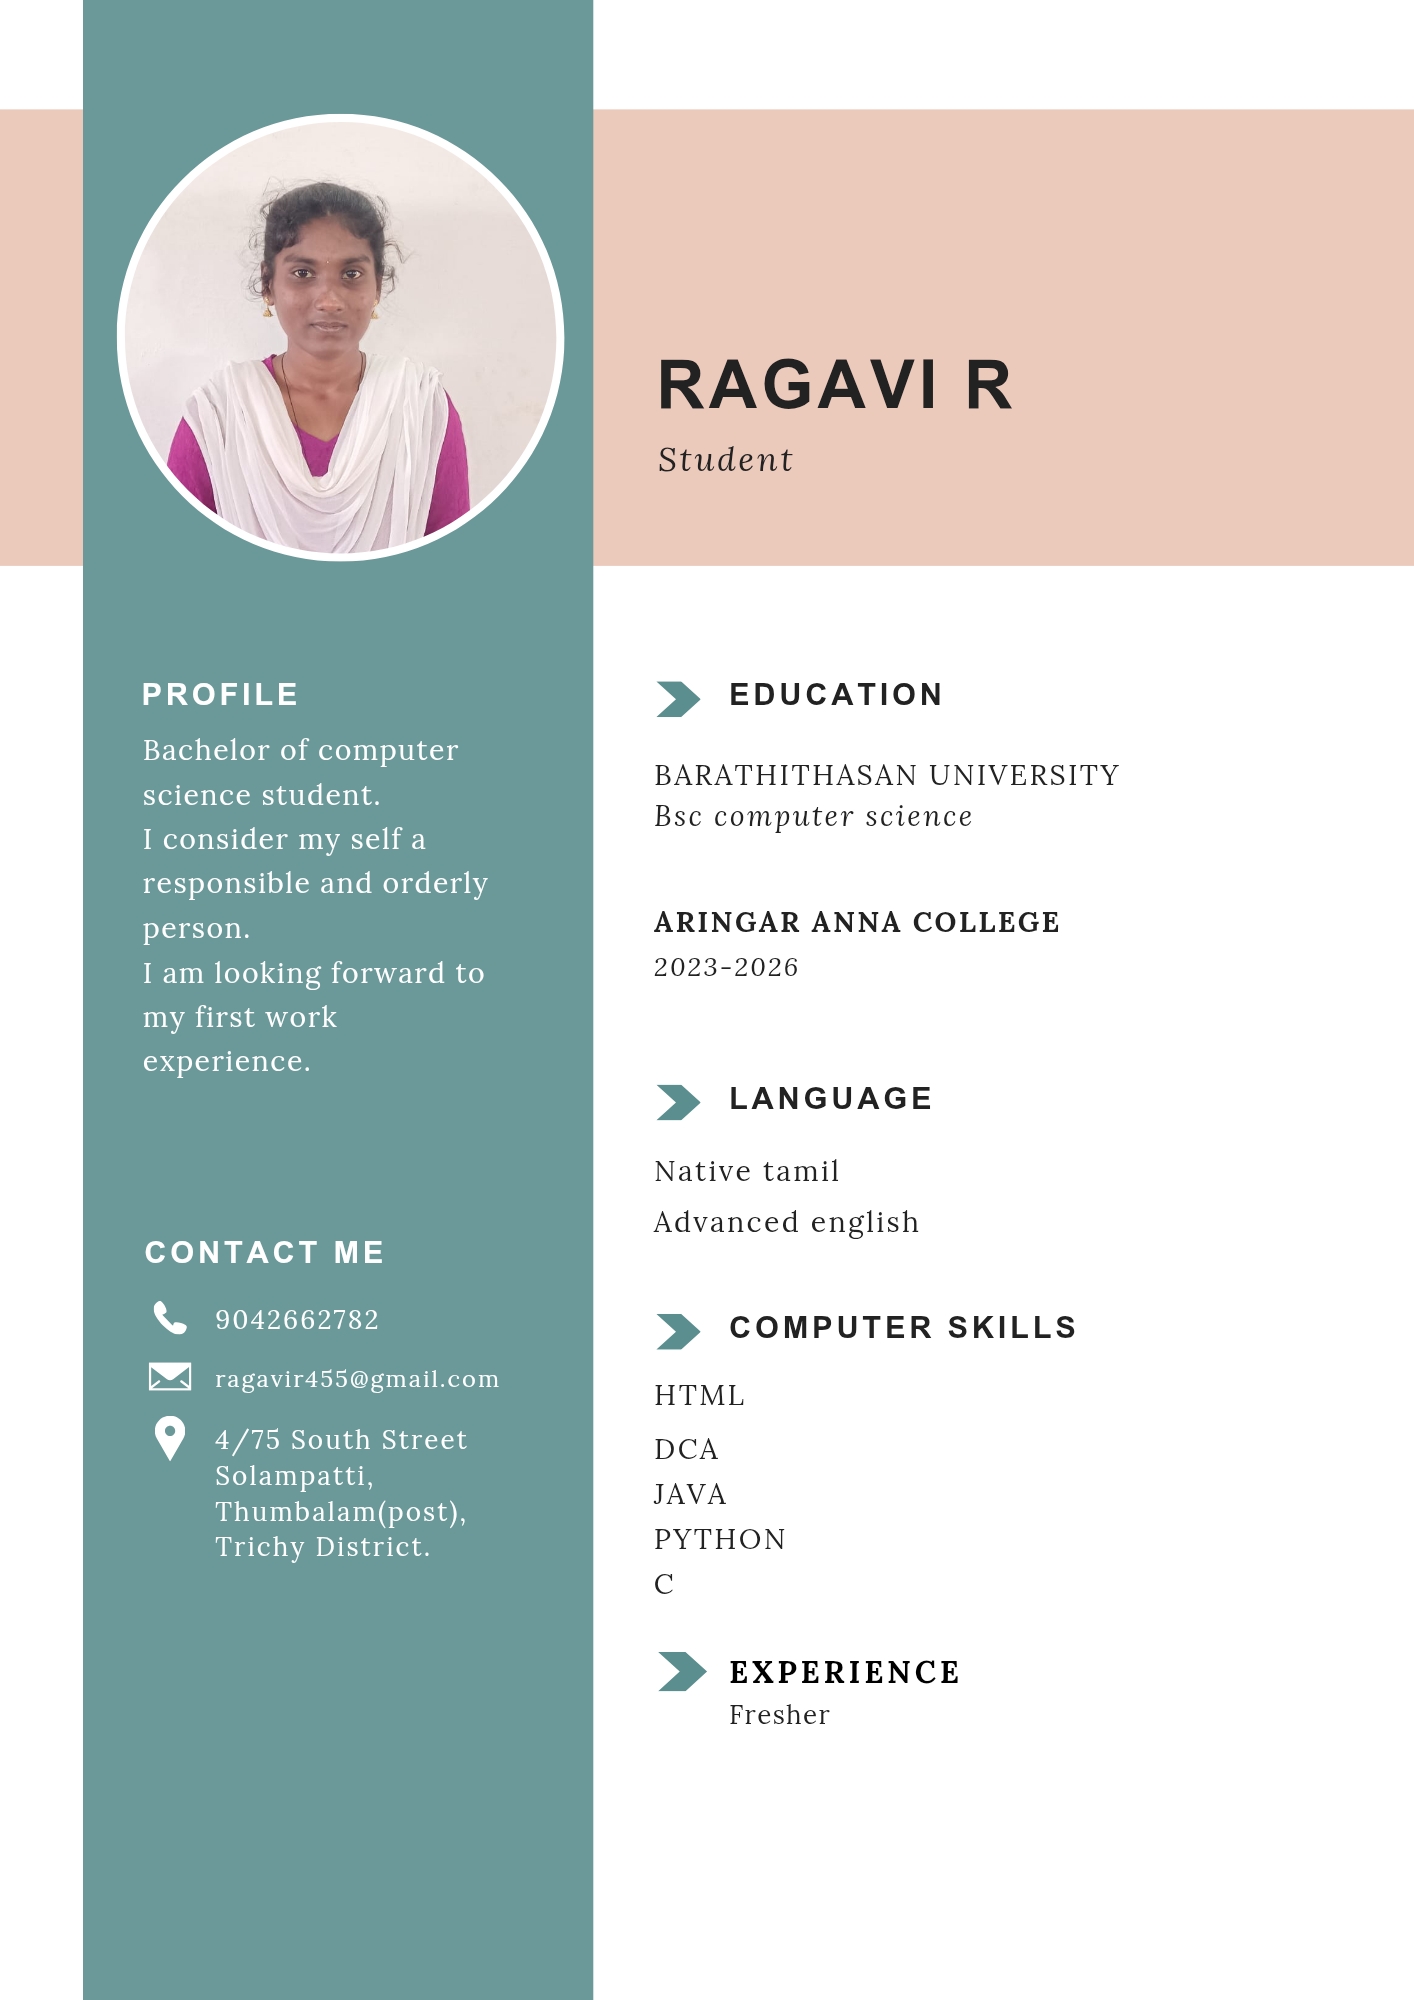 RAGAVI R
Student
PROFILE
Bachelor of computer
science student.
I consider my self a
responsible and orderly
person.
I am looking forward to
my first work
experience.
CONTACT ME
9042662782
ragavir455@gmail.com
4/75 South Street
Solampatti,
Thumbalam(post),
Trichy District.
EDUCATION
BARATHITHASAN UNIVERSITY
Bsc computer science
ARINGAR ANNA COLLEGE
2023-2026
LANGUAGE
Native tamil
Advanced english
COMPUTER SKILLS
HTML
DCA
JAVA
PYTHON
C
EXPERIENCE
Fresher